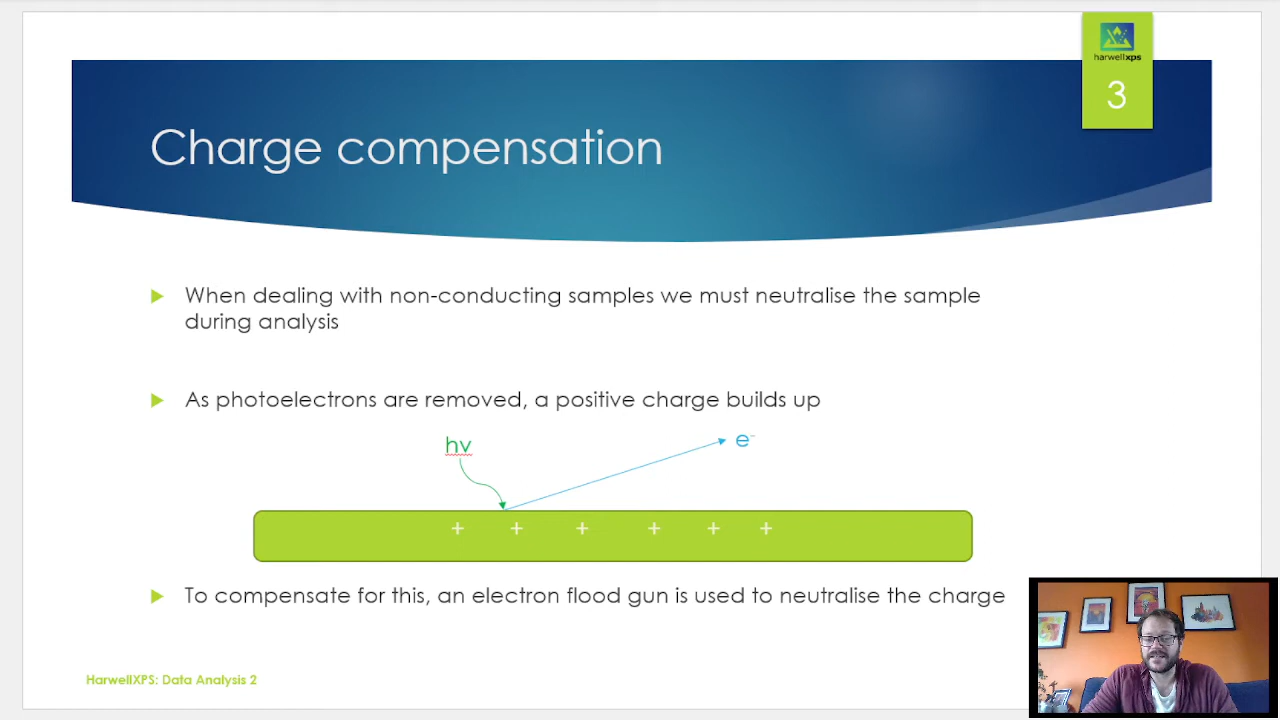 harwellxps
3
Charge compensation
When dealing with non-conducting samples we must neutralise the sample
during analysis
As photoelectrons are removed, a positive charge builds up
hν
e⁻
+ + + + + +
To compensate for this, an electron flood gun is used to neutralise the charge
HarwellXPS: Data Analysis 2